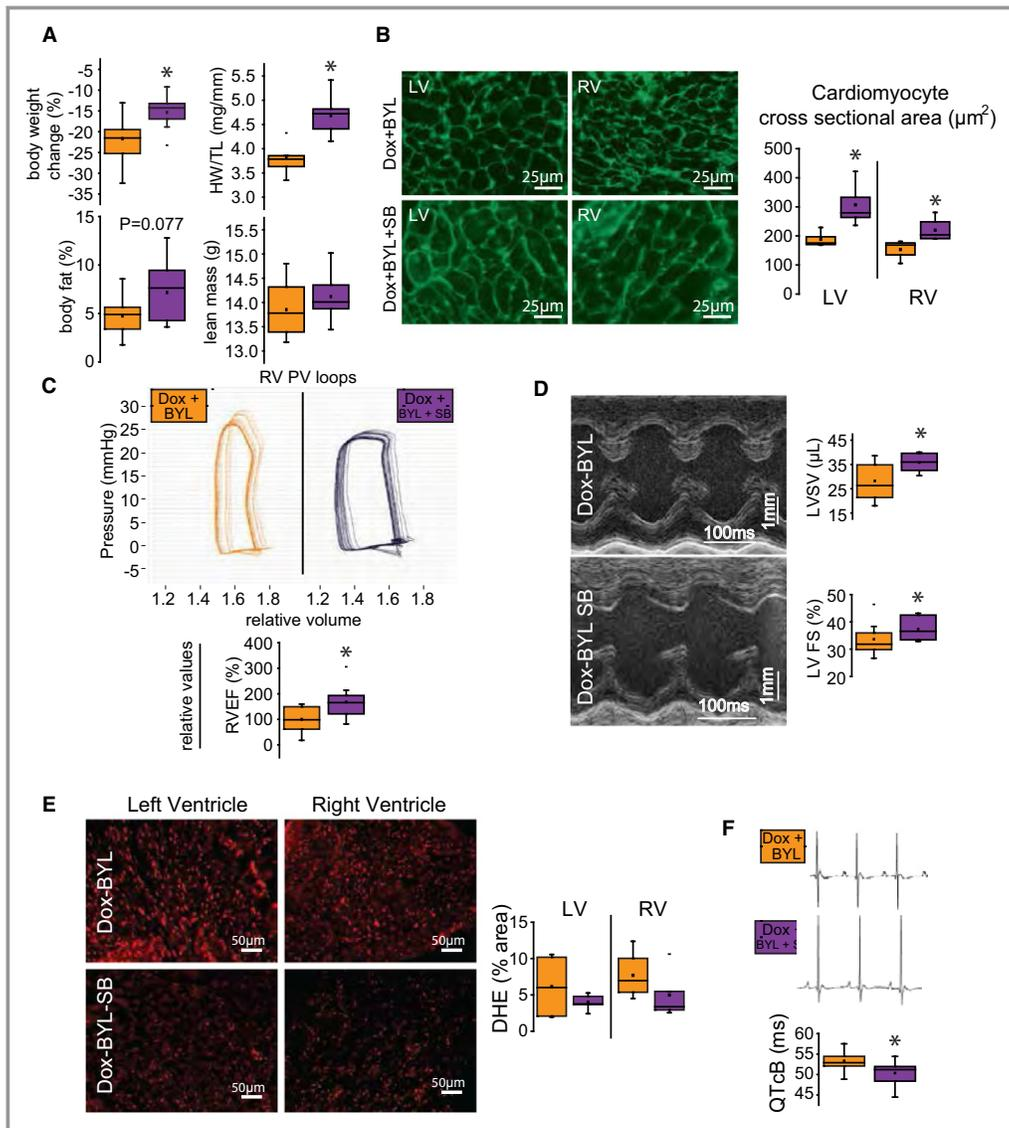 A
body weight
change (%)
-5
-10
-15
-20
-25
-30
-35
*
HW/TL (mg/mm)
5.5
5.0
4.5
4.0
3.5
3.0
*
body fat (%)
15
10
5
0
P=0.077
lean mass (g)
15.5
15.0
14.5
14.0
13.5
13.0
B
Dox+BYL
LV
25µm
RV
25µm
Dox+BYL+SB
LV
25µm
RV
25µm
Cardiomyocyte
cross sectional area (µm²)
500
400
300
200
100
0
*
*
LV
RV
C
RV PV loops
Dox +
BYL
Dox +
BYL + SB
Pressure (mmHg)
30
25
20
15
10
5
0
-5
1.2 1.4 1.6 1.8 1.2 1.4 1.6 1.8
relative volume
relative values
RVEF (%)
400
300
200
100
0
*
D
Dox-BYL
100ms
1mm
Dox-BYL SB
100ms
1mm
LVSV (µL)
45
35
25
15
*
LV FS (%)
50
40
30
20
*
E
Left Ventricle Right Ventricle
Dox-BYL
50µm
50µm
Dox-BYL-SB
50µm
50µm
DHE (% area)
15
10
5
0
LV
RV
F
Dox +
BYL
Dox
BYL + S
QTcB (ms)
60
55
50
45
*